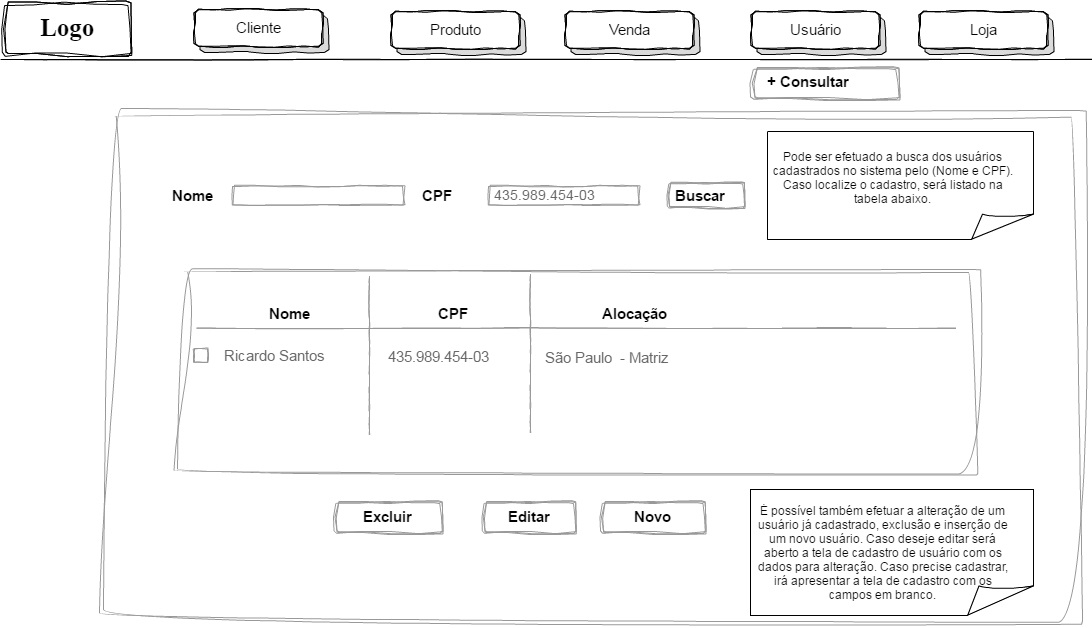 Logo
Cliente
Produto
Venda
Usuário
Loja
+ Consultar
Pode ser efetuado a busca dos usuários
cadastrados no sistema pelo (Nome e CPF).
Caso localize o cadastro, será listado na
tabela abaixo.
Nome
CPF
435.989.454-03
Buscar
Nome
CPF
Alocação
Ricardo Santos
435.989.454-03
São Paulo - Matriz
Excluir
Editar
Novo
É possível também efetuar a alteração de um
usuário já cadastrado, exclusão e inserção de
um novo usuário. Caso deseje editar será
aberto a tela de cadastro de usuário com os
dados para alteração. Caso precise cadastrar,
irá apresentar a tela de cadastro com os
campos em branco.